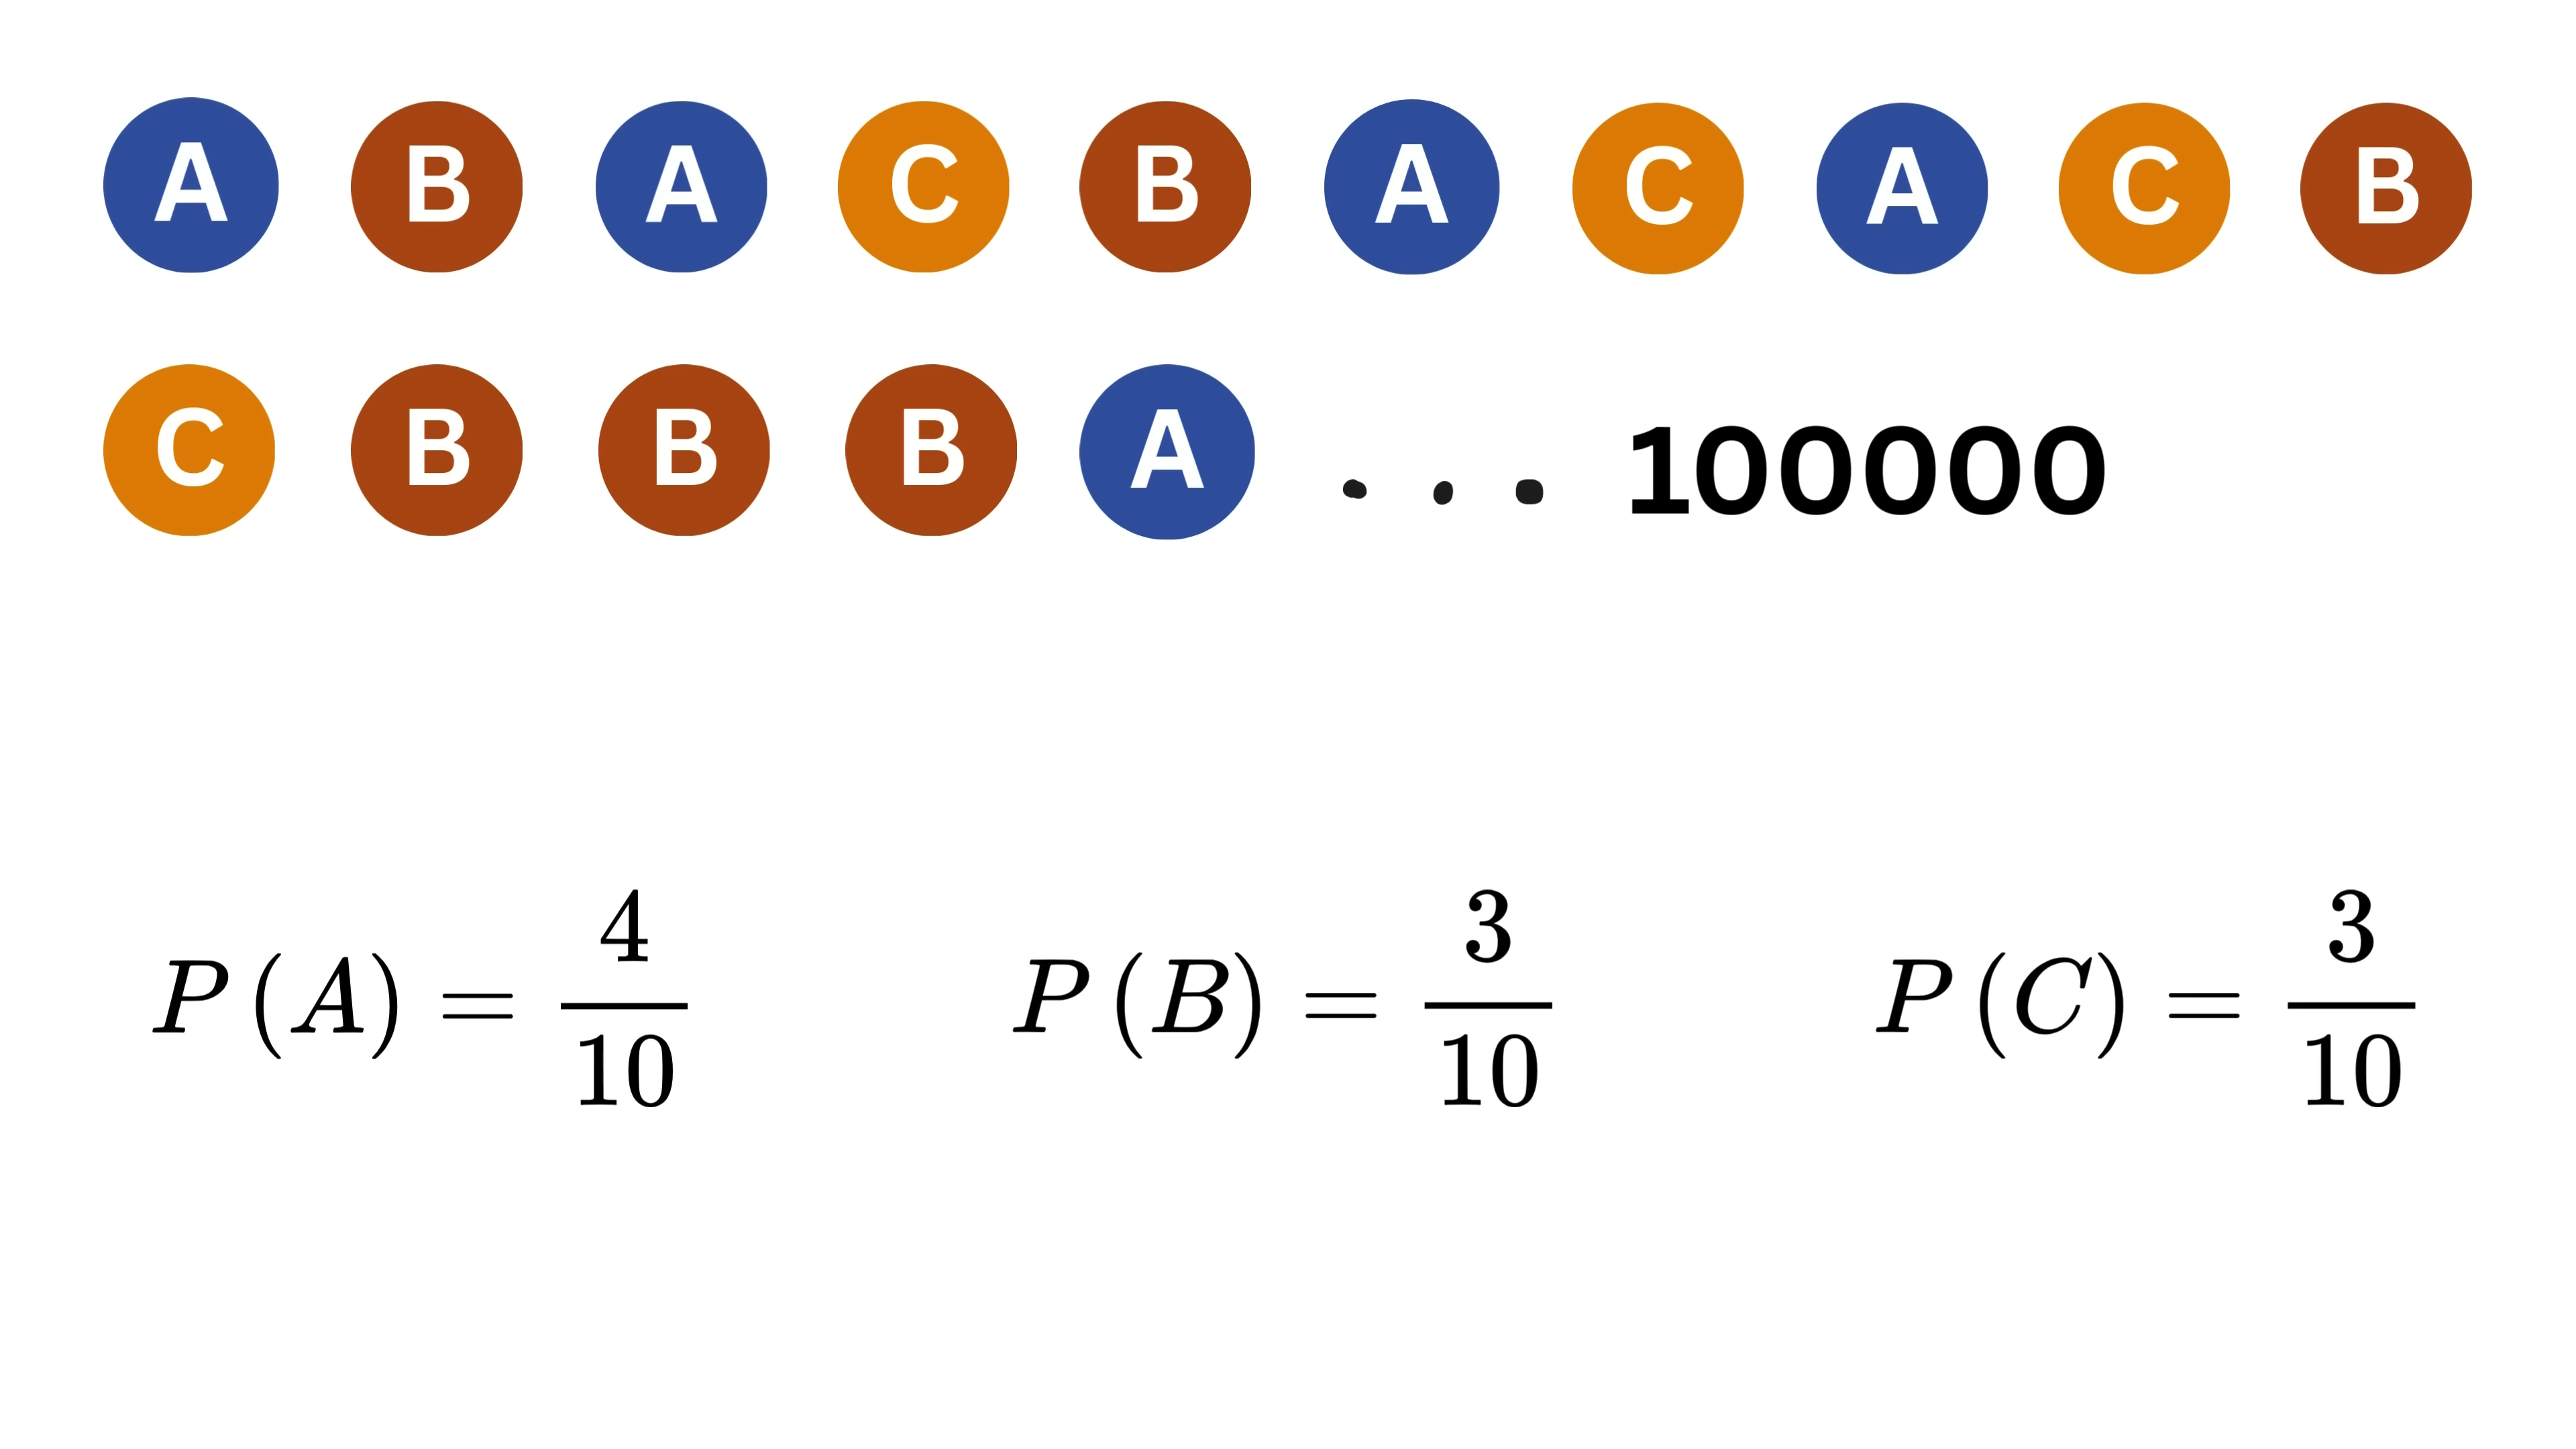 A B A C B A C A C B
C B B B A . . . 100000
P(A) = 4/10 P(B) = 3/10 P(C) = 3/10